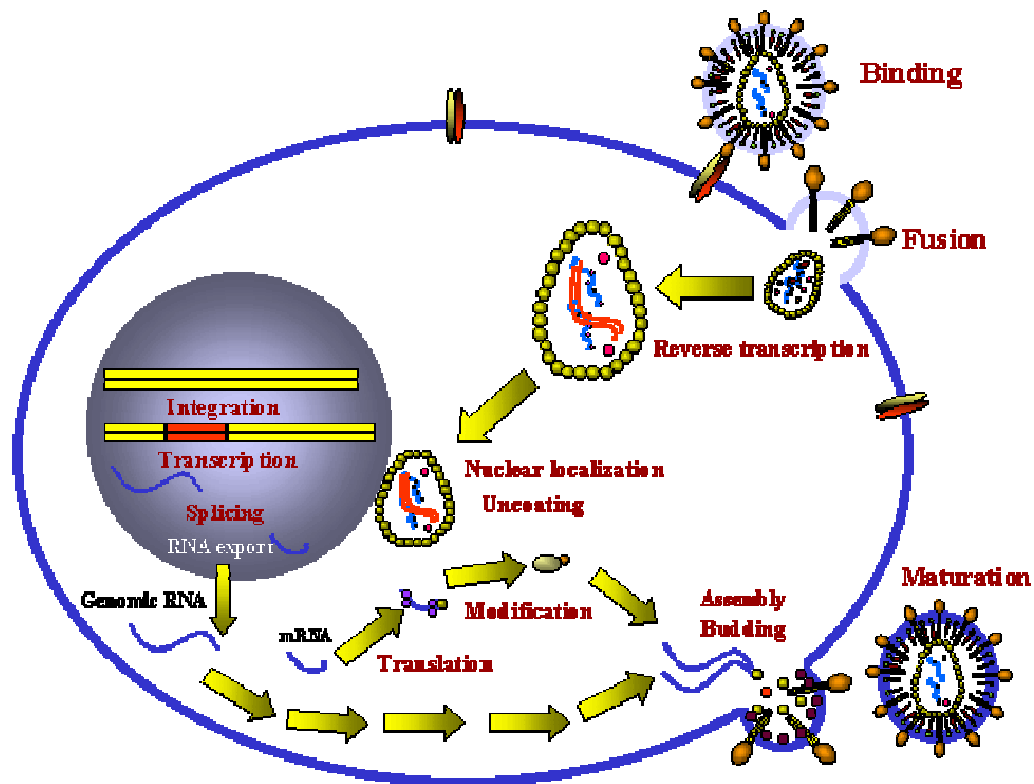 Binding
Fusion
Reverse transcription
Integration
Transcription
Splicing
RNA export
Nuclear localization
Uncoating
Genomic RNA
mRNA
Translation
Modification
Assembly
Budding
Maturation